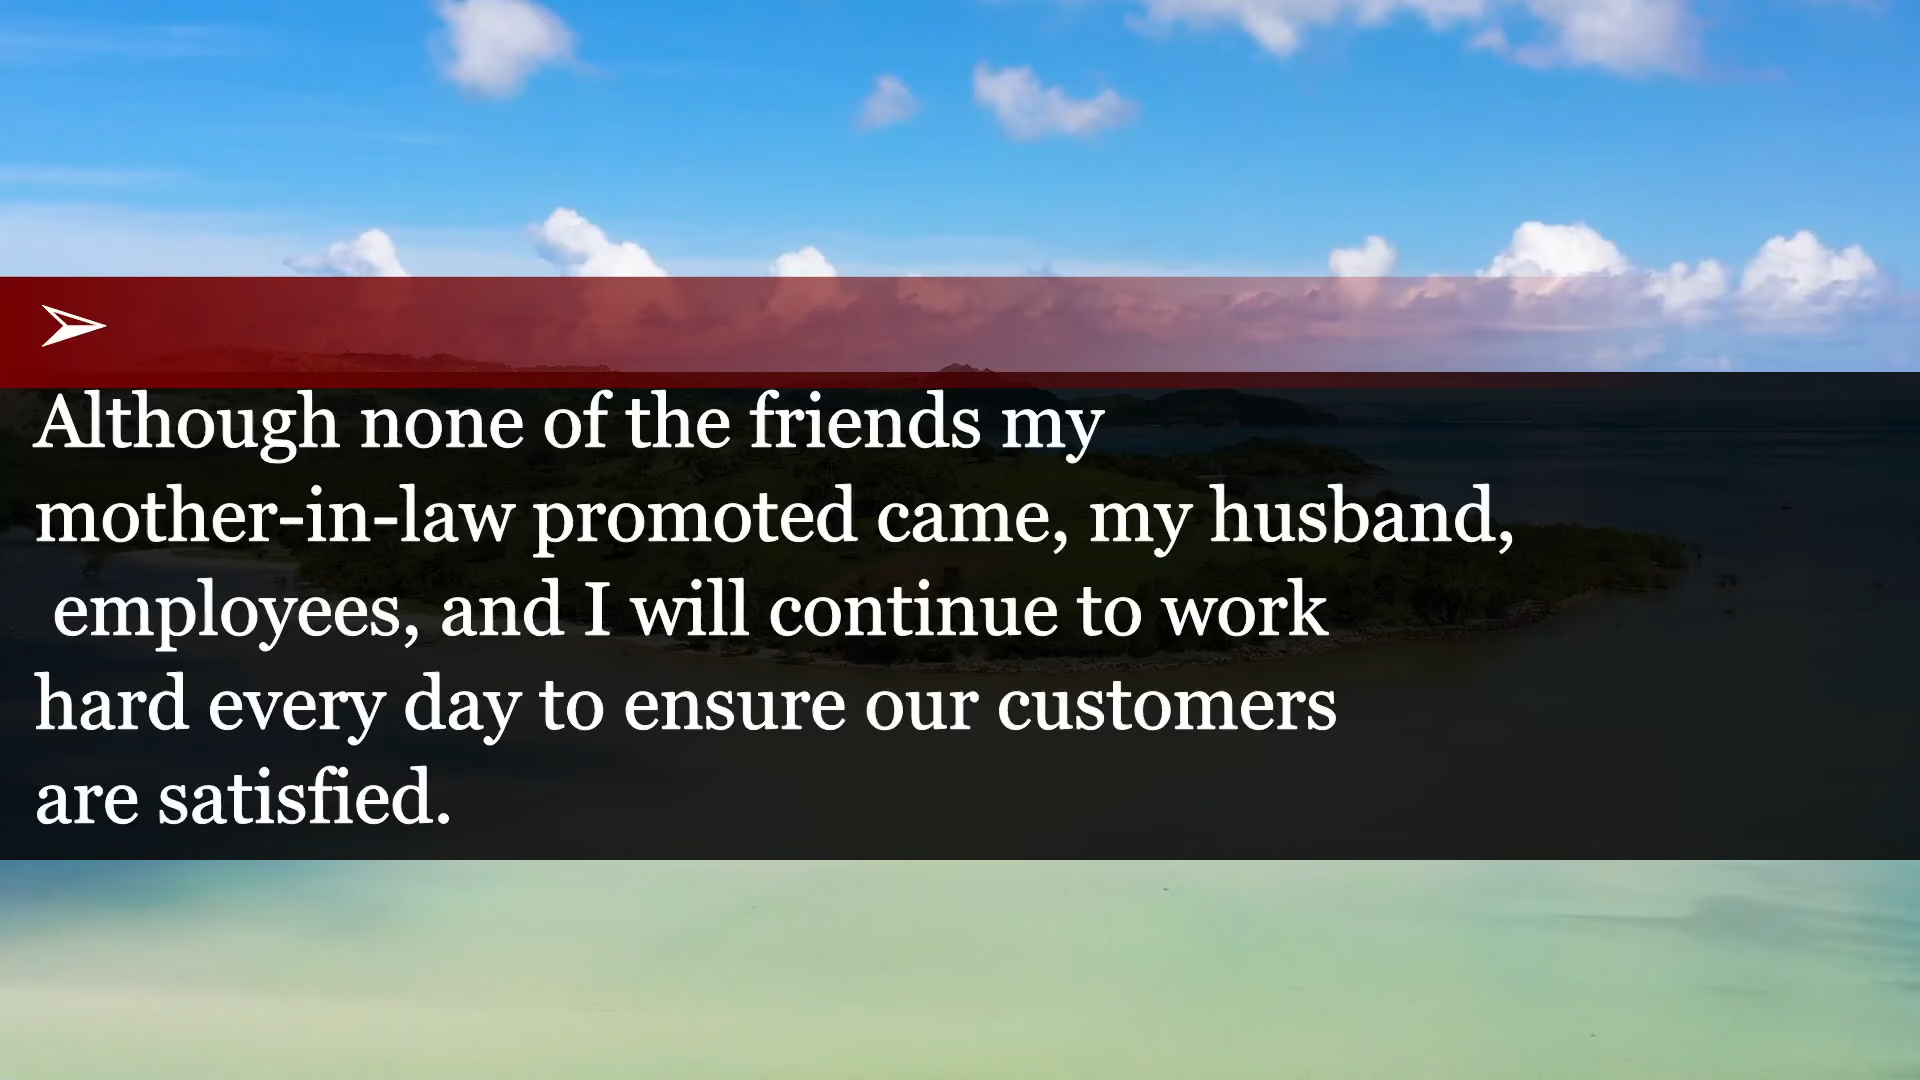 Although none of the friends my
mother-in-law promoted came, my husband,
employees, and I will continue to work
hard every day to ensure our customers
are satisfied.